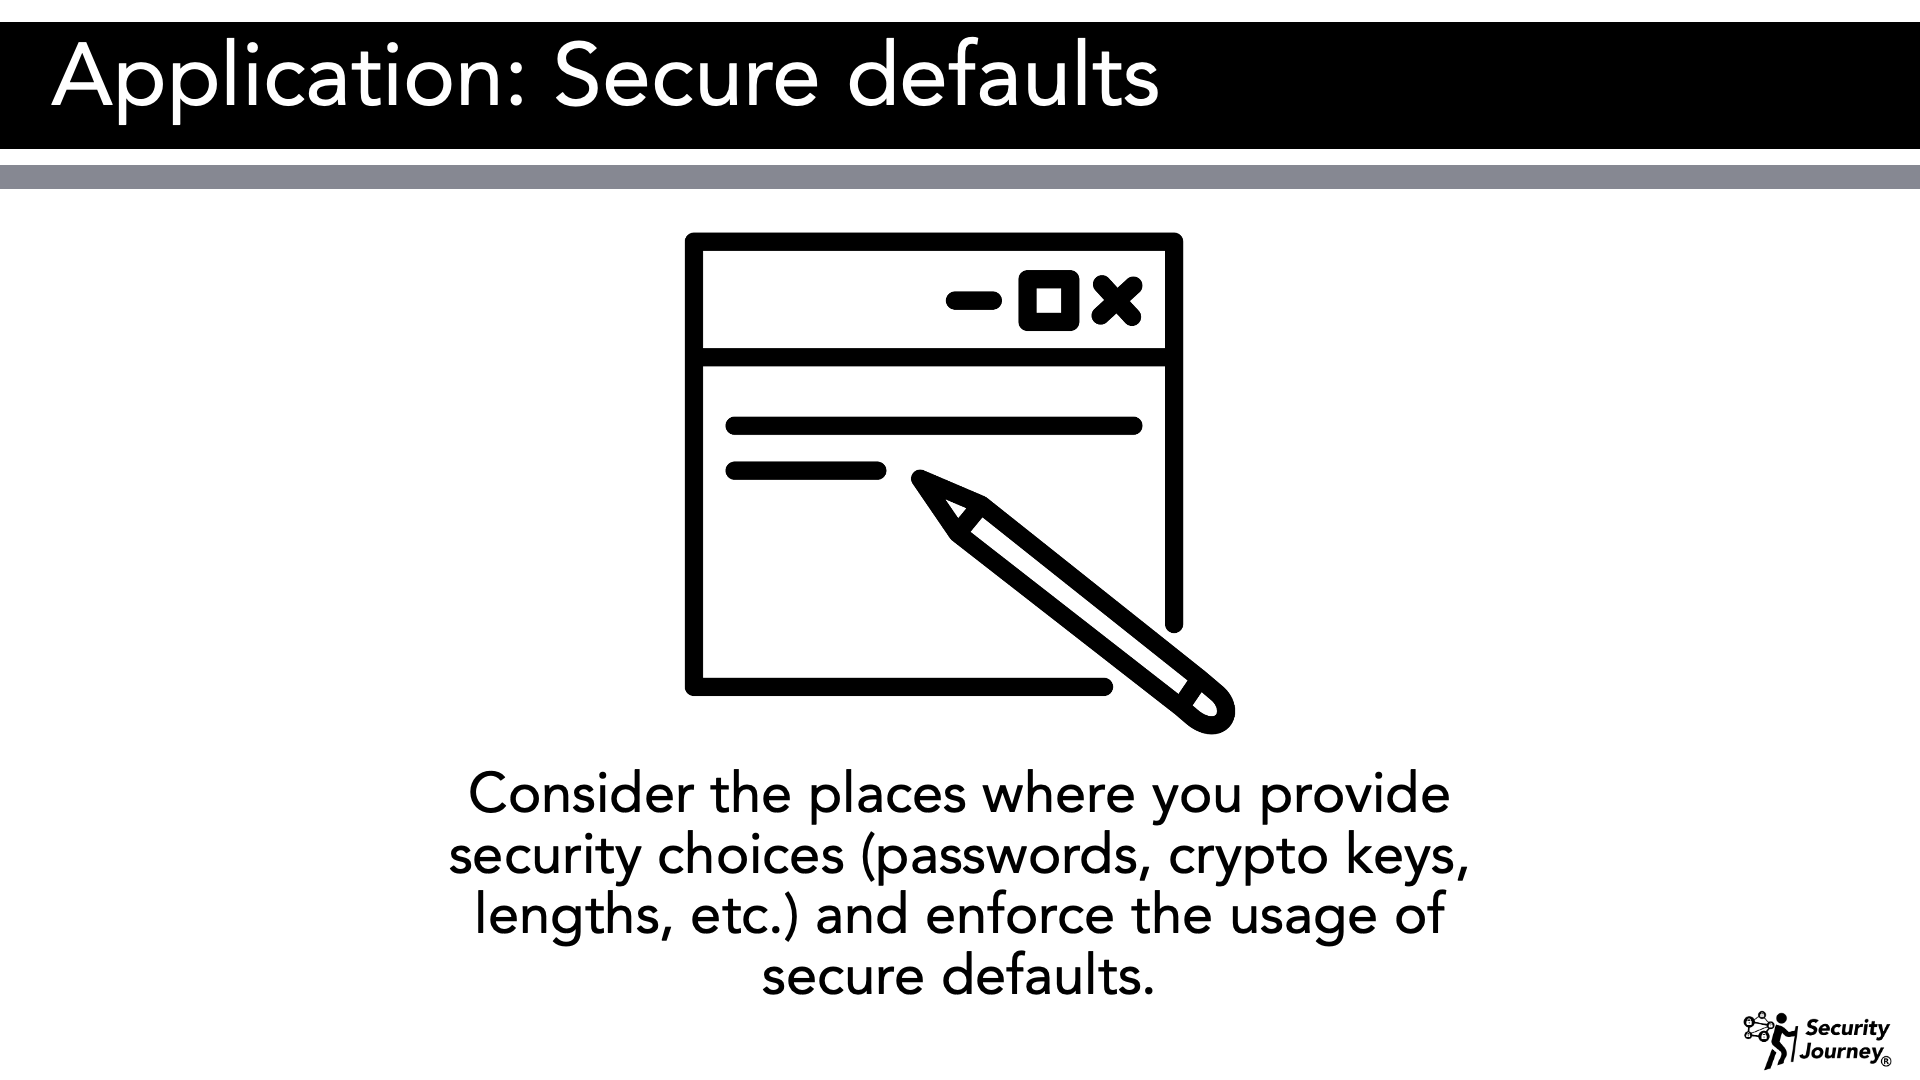 Application: Secure defaults
Consider the places where you provide
security choices (passwords, crypto keys,
lengths, etc.) and enforce the usage of
secure defaults.
Security
Journey®